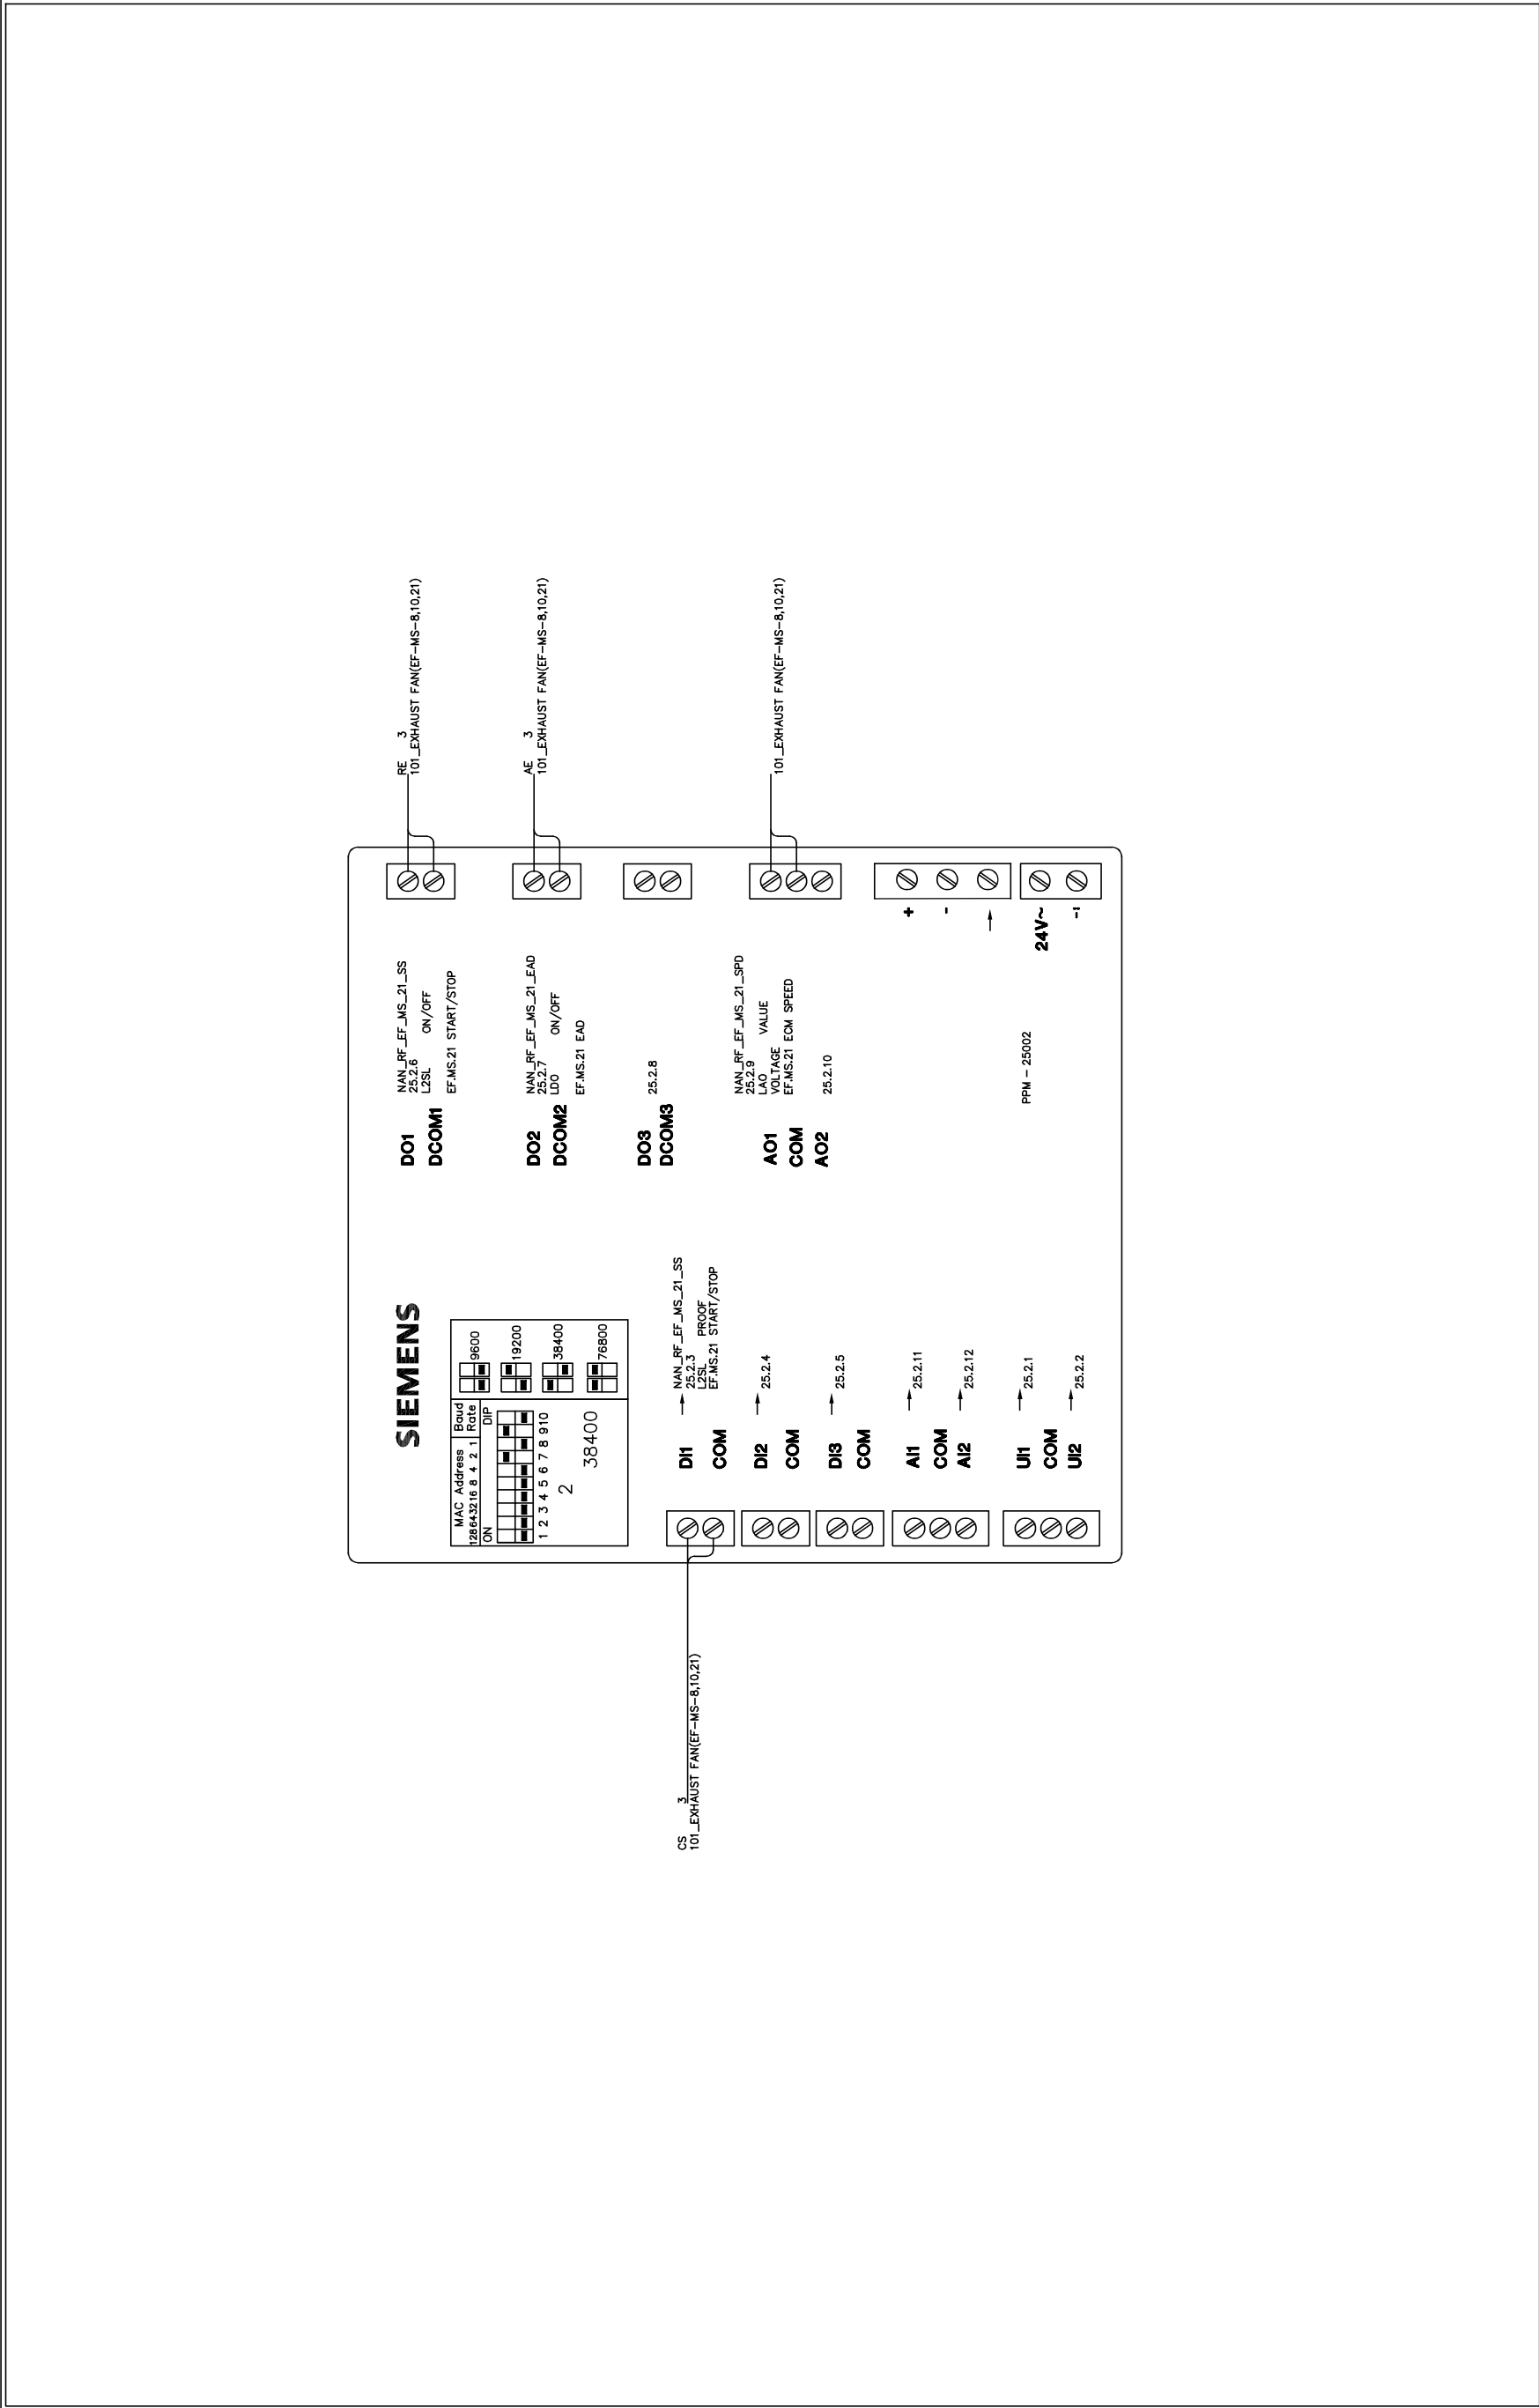 SIEMENS
MAC Address
Baud
Rate
128 64 32 16 8 4 2 1
ON
DIP
1 2 3 4 5 6 7 8 9 10
2
38400
9600
19200
38400
76800
CS 3
101_EXHAUST FAN(EF-MS-8,10,21)
DI1
COM
NAN_RF_EF_MS_21_SS
25.2.3
L2SL PROOF
EF.MS.21 START/STOP
DI2
COM
25.2.4
DI3
COM
25.2.5
AI1
COM
AI2
25.2.11
25.2.12
UI1
COM
UI2
25.2.1
25.2.2
DO1
DCOM1
NAN_RF_EF_MS_21_SS
25.2.6
L2SL ON/OFF
EF.MS.21 START/STOP
RE 3
101_EXHAUST FAN(EF-MS-8,10,21)
DO2
DCOM2
NAN_RF_EF_MS_21_EAD
25.2.7
LDO ON/OFF
EF.MS.21 EAD
AE 3
101_EXHAUST FAN(EF-MS-8,10,21)
DO3
DCOM3
25.2.8
AO1
COM
AO2
NAN_RF_EF_MS_21_SPD
25.2.9
LAO VALUE
VOLTAGE
EF.MS.21 ECM SPEED
25.2.10
101_EXHAUST FAN(EF-MS-8,10,21)
+
-
24V~
PPM - 25002